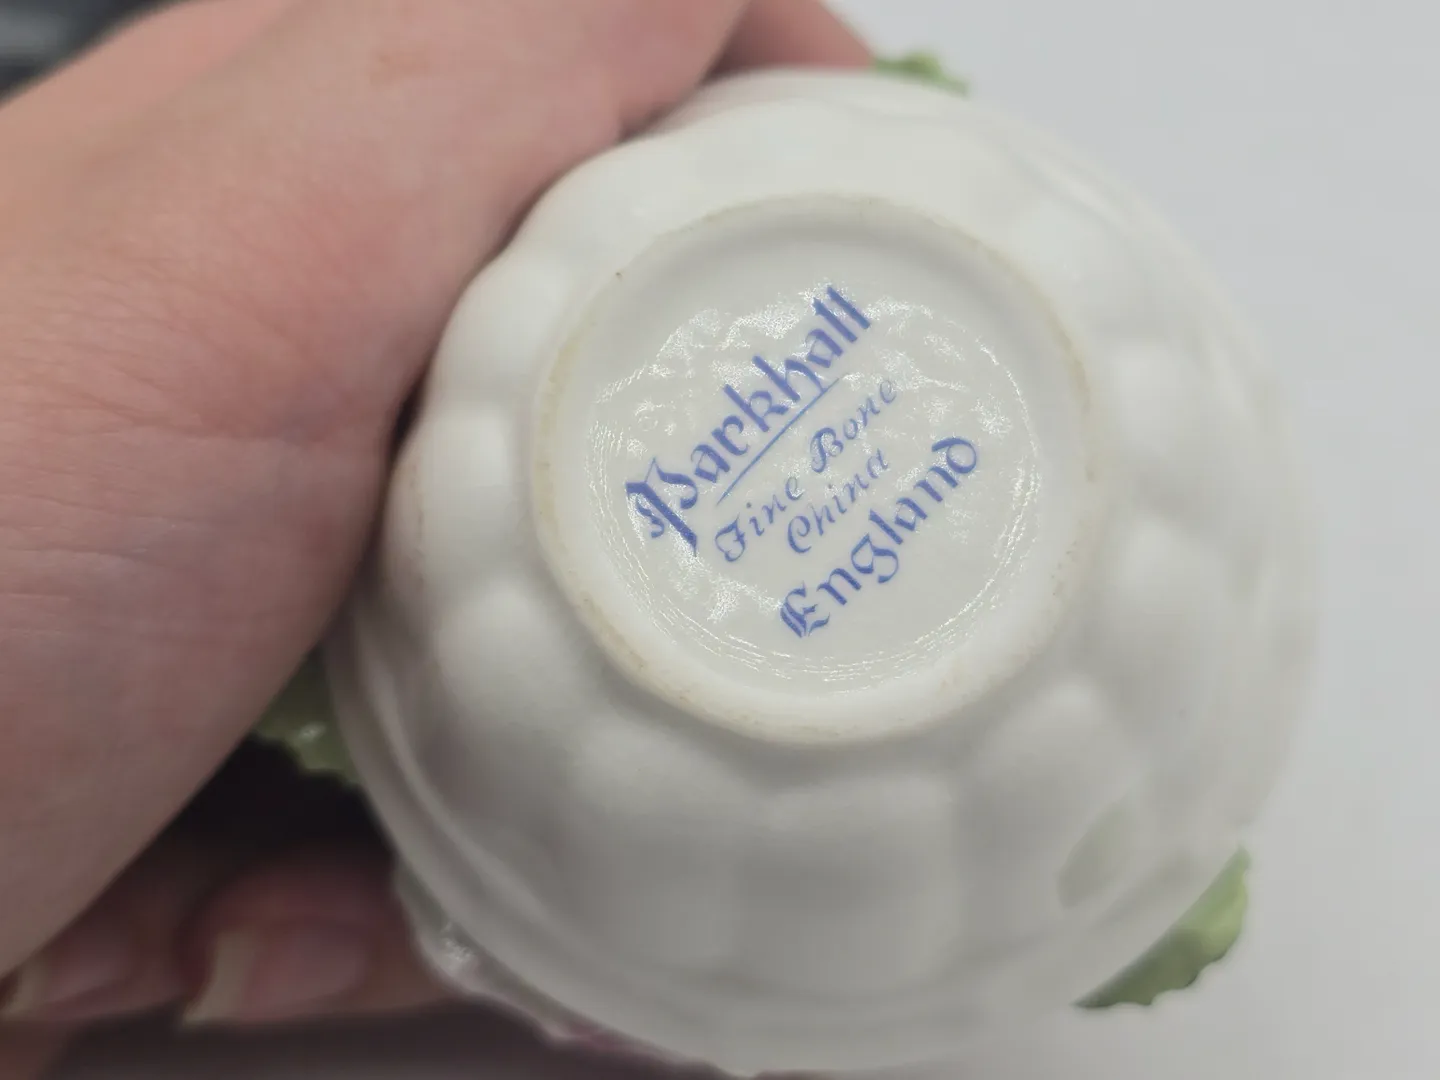 Parkhall
Fine Bone
China
England